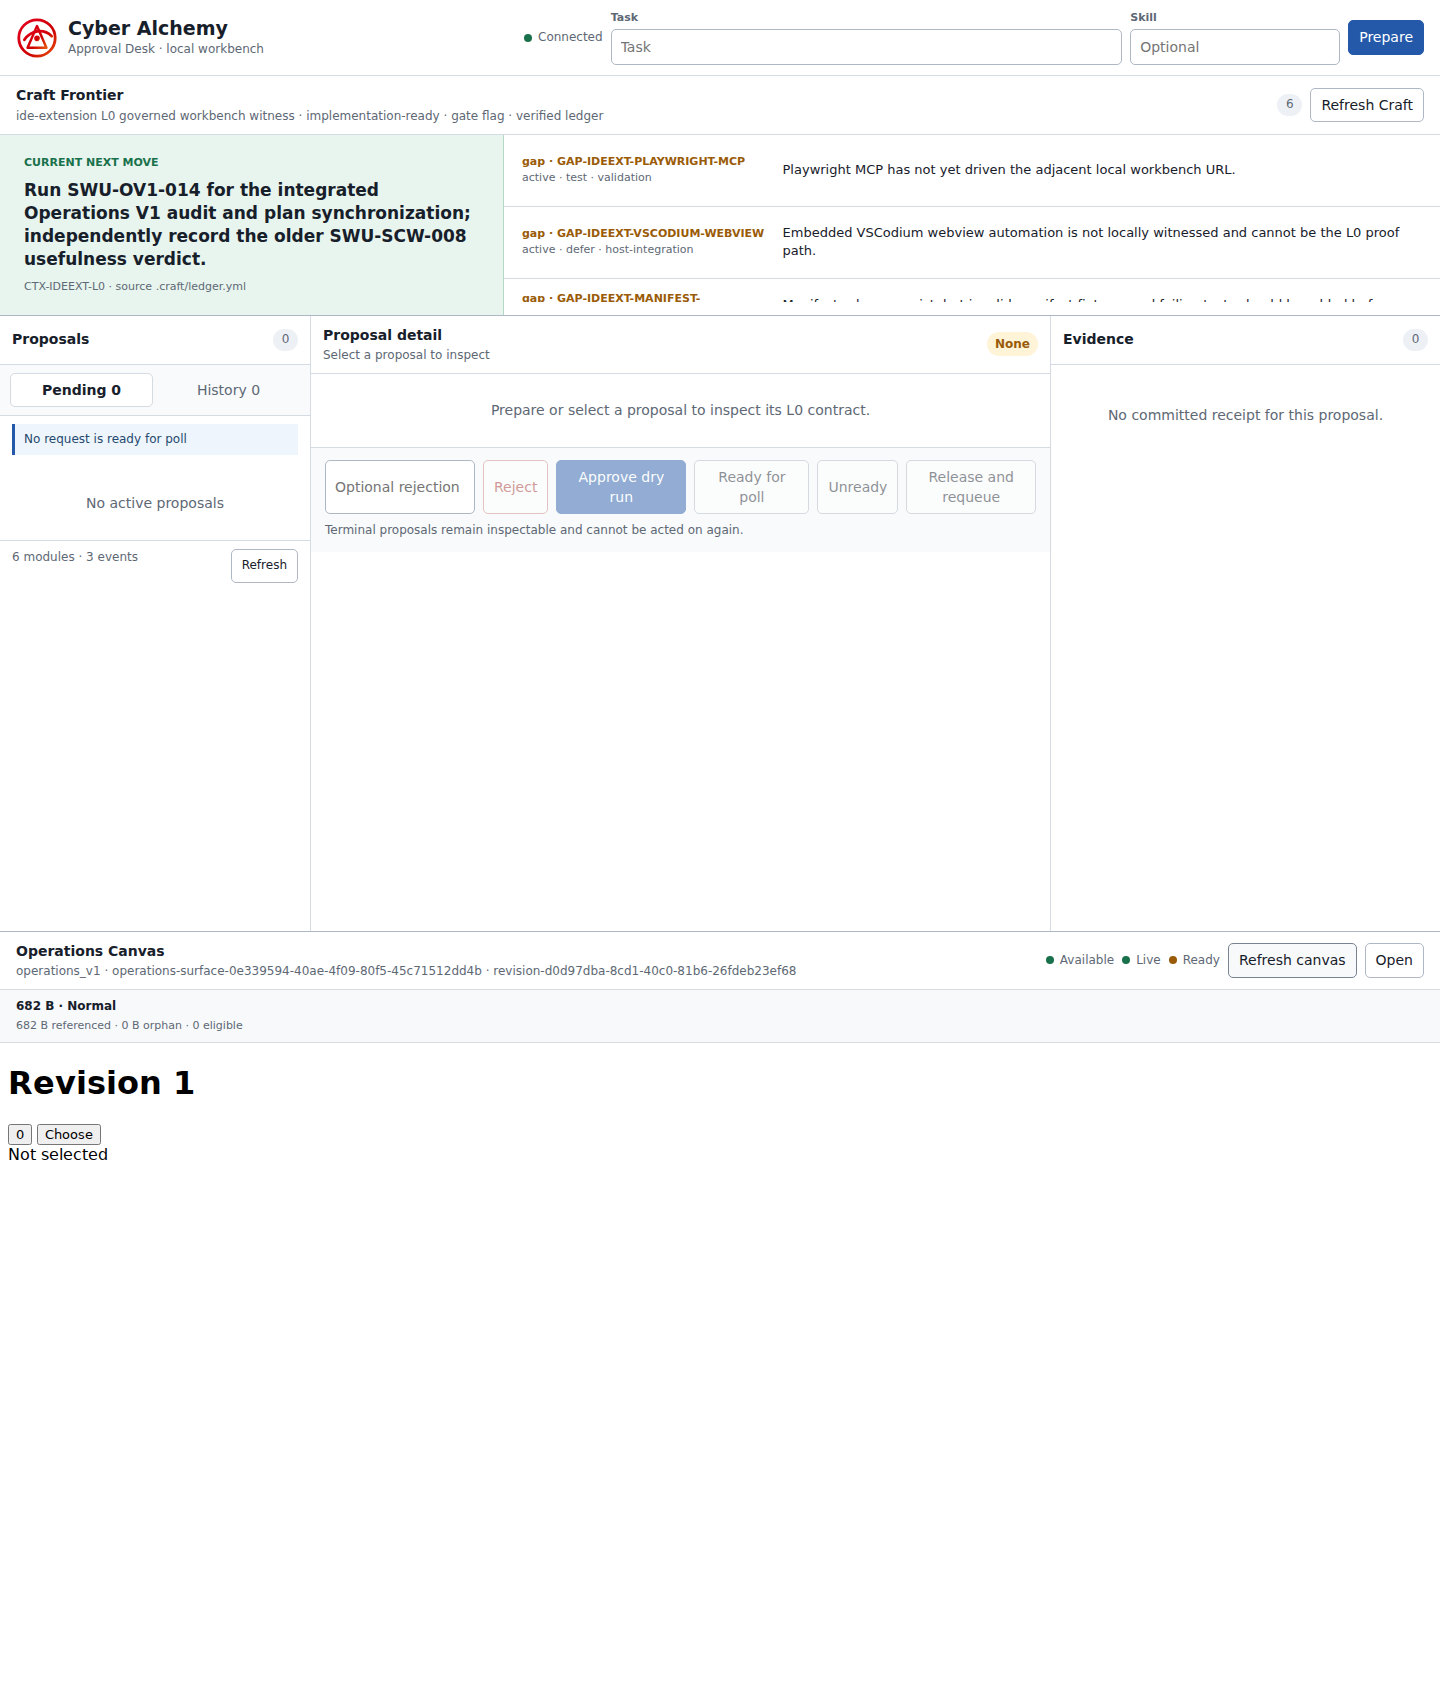 Cyber Alchemy
Approval Desk · local workbench
Connected
Task
Task
Skill
Optional
Prepare
Craft Frontier
ide-extension L0 governed workbench witness · implementation-ready · gate flag · verified ledger
6
Refresh Craft
CURRENT NEXT MOVE
Run SWU-OV1-014 for the integrated
Operations V1 audit and plan synchronization;
independently record the older SWU-SCW-008
usefulness verdict.
CTX-IDEEXT-L0 · source .craft/ledger.yml
gap · GAP-IDEEXT-PLAYWRIGHT-MCP
active · test · validation
Playwright MCP has not yet driven the adjacent local workbench URL.
gap · GAP-IDEEXT-VSCODIUM-WEBVIEW
active · defer · host-integration
Embedded VSCodium webview automation is not locally witnessed and cannot be the L0 proof
path.
gap · GAP-IDEEXT-MANIFEST-
Proposals
0
Pending 0
History 0
No request is ready for poll
No active proposals
6 modules · 3 events
Refresh
Proposal detail
Select a proposal to inspect
None
Prepare or select a proposal to inspect its L0 contract.
Optional rejection
Reject
Approve dry
run
Ready for
poll
Unready
Release and
requeue
Terminal proposals remain inspectable and cannot be acted on again.
Evidence
0
No committed receipt for this proposal.
Operations Canvas
operations_v1 · operations-surface-0e339594-40ae-4f09-80f5-45c71512dd4b · revision-d0d97dba-8cd1-40c0-81b6-26fdeb23ef68
Available
Live
Ready
Refresh canvas
Open
682 B · Normal
682 B referenced · 0 B orphan · 0 eligible
Revision 1
0
Choose
Not selected